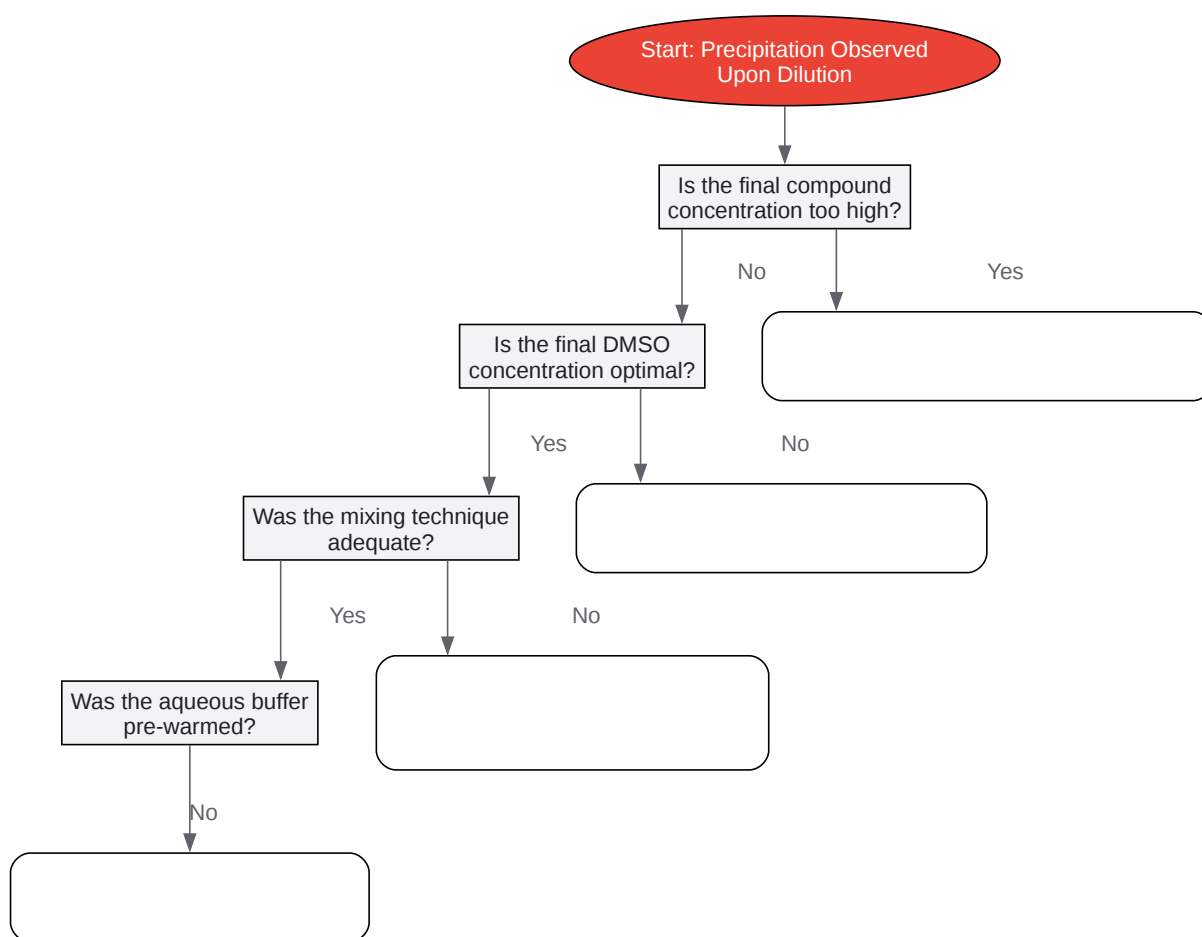 Start: Precipitation Observed
Upon Dilution
Is the final compound
concentration too high?
No
Yes
Is the final DMSO
concentration optimal?
Yes
No
Was the mixing technique
adequate?
Yes
No
Was the aqueous buffer
pre-warmed?
No